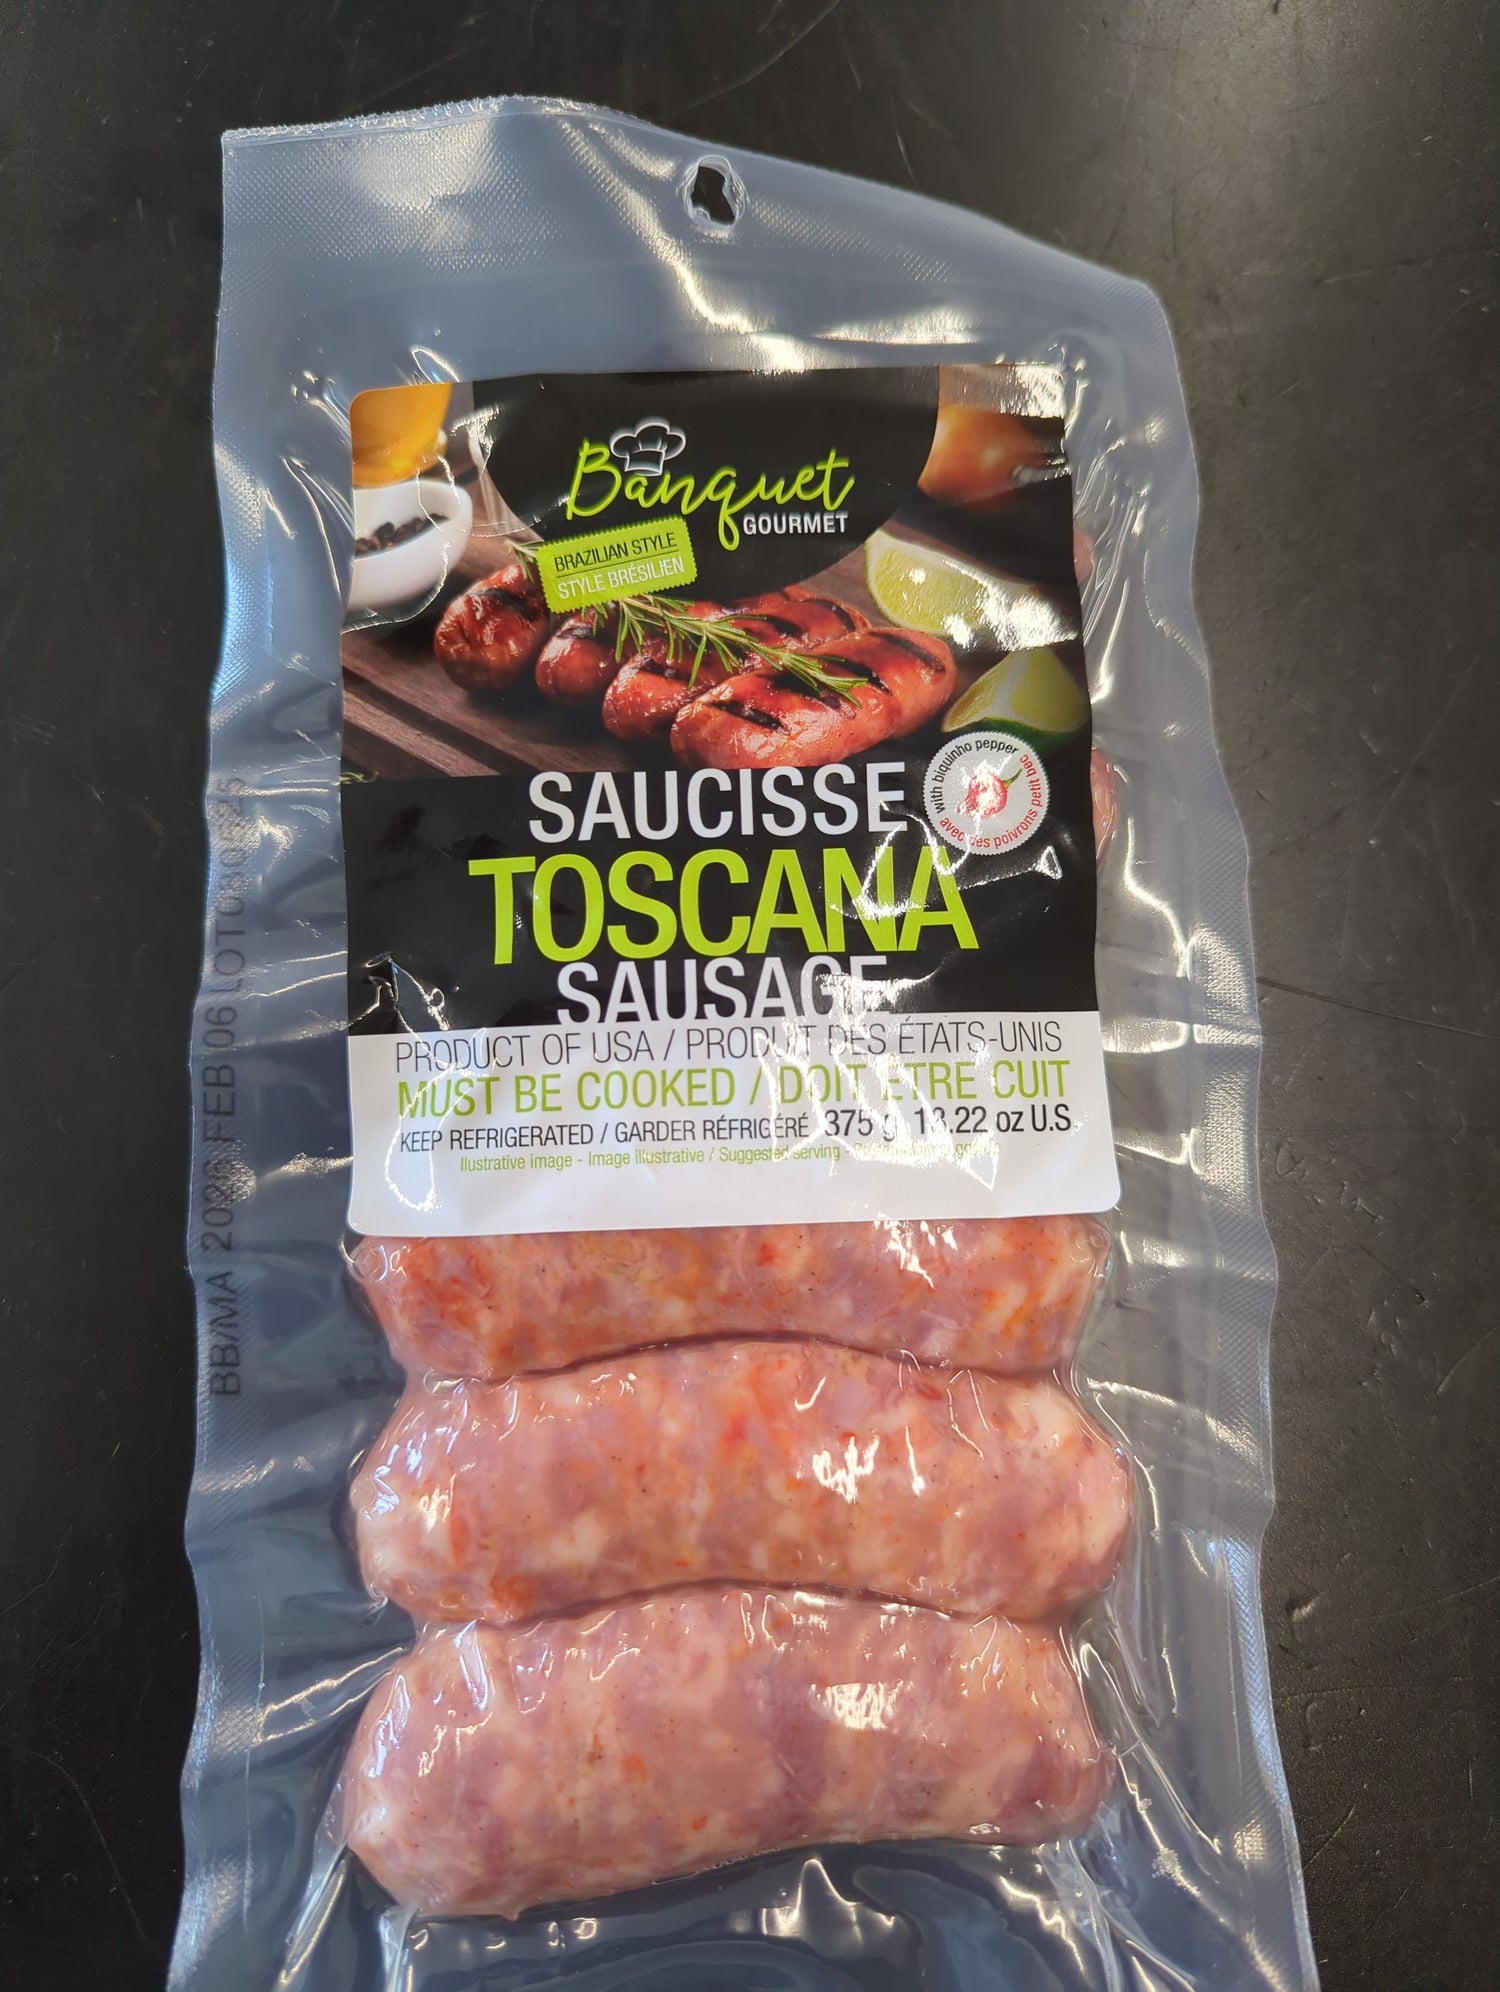 Banquet
GOURMET
BRAZILIAN STYLE
STYLE BRÉSILIEN
with biquinho pepper
avec des poivrons petit bec
SAUCISSE
TOSCANA
SAUSAGE
PRODUCT OF USA / PRODUIT DES ÉTATS-UNIS
MUST BE COOKED / DOIT ÊTRE CUIT
KEEP REFRIGERATED / GARDER RÉFRIGÉRÉ 375 g 13.22 oz U.S
Ilustrative image - Image illustrative / Suggested serving -
BB/MA 2026 FEB 06 LOT